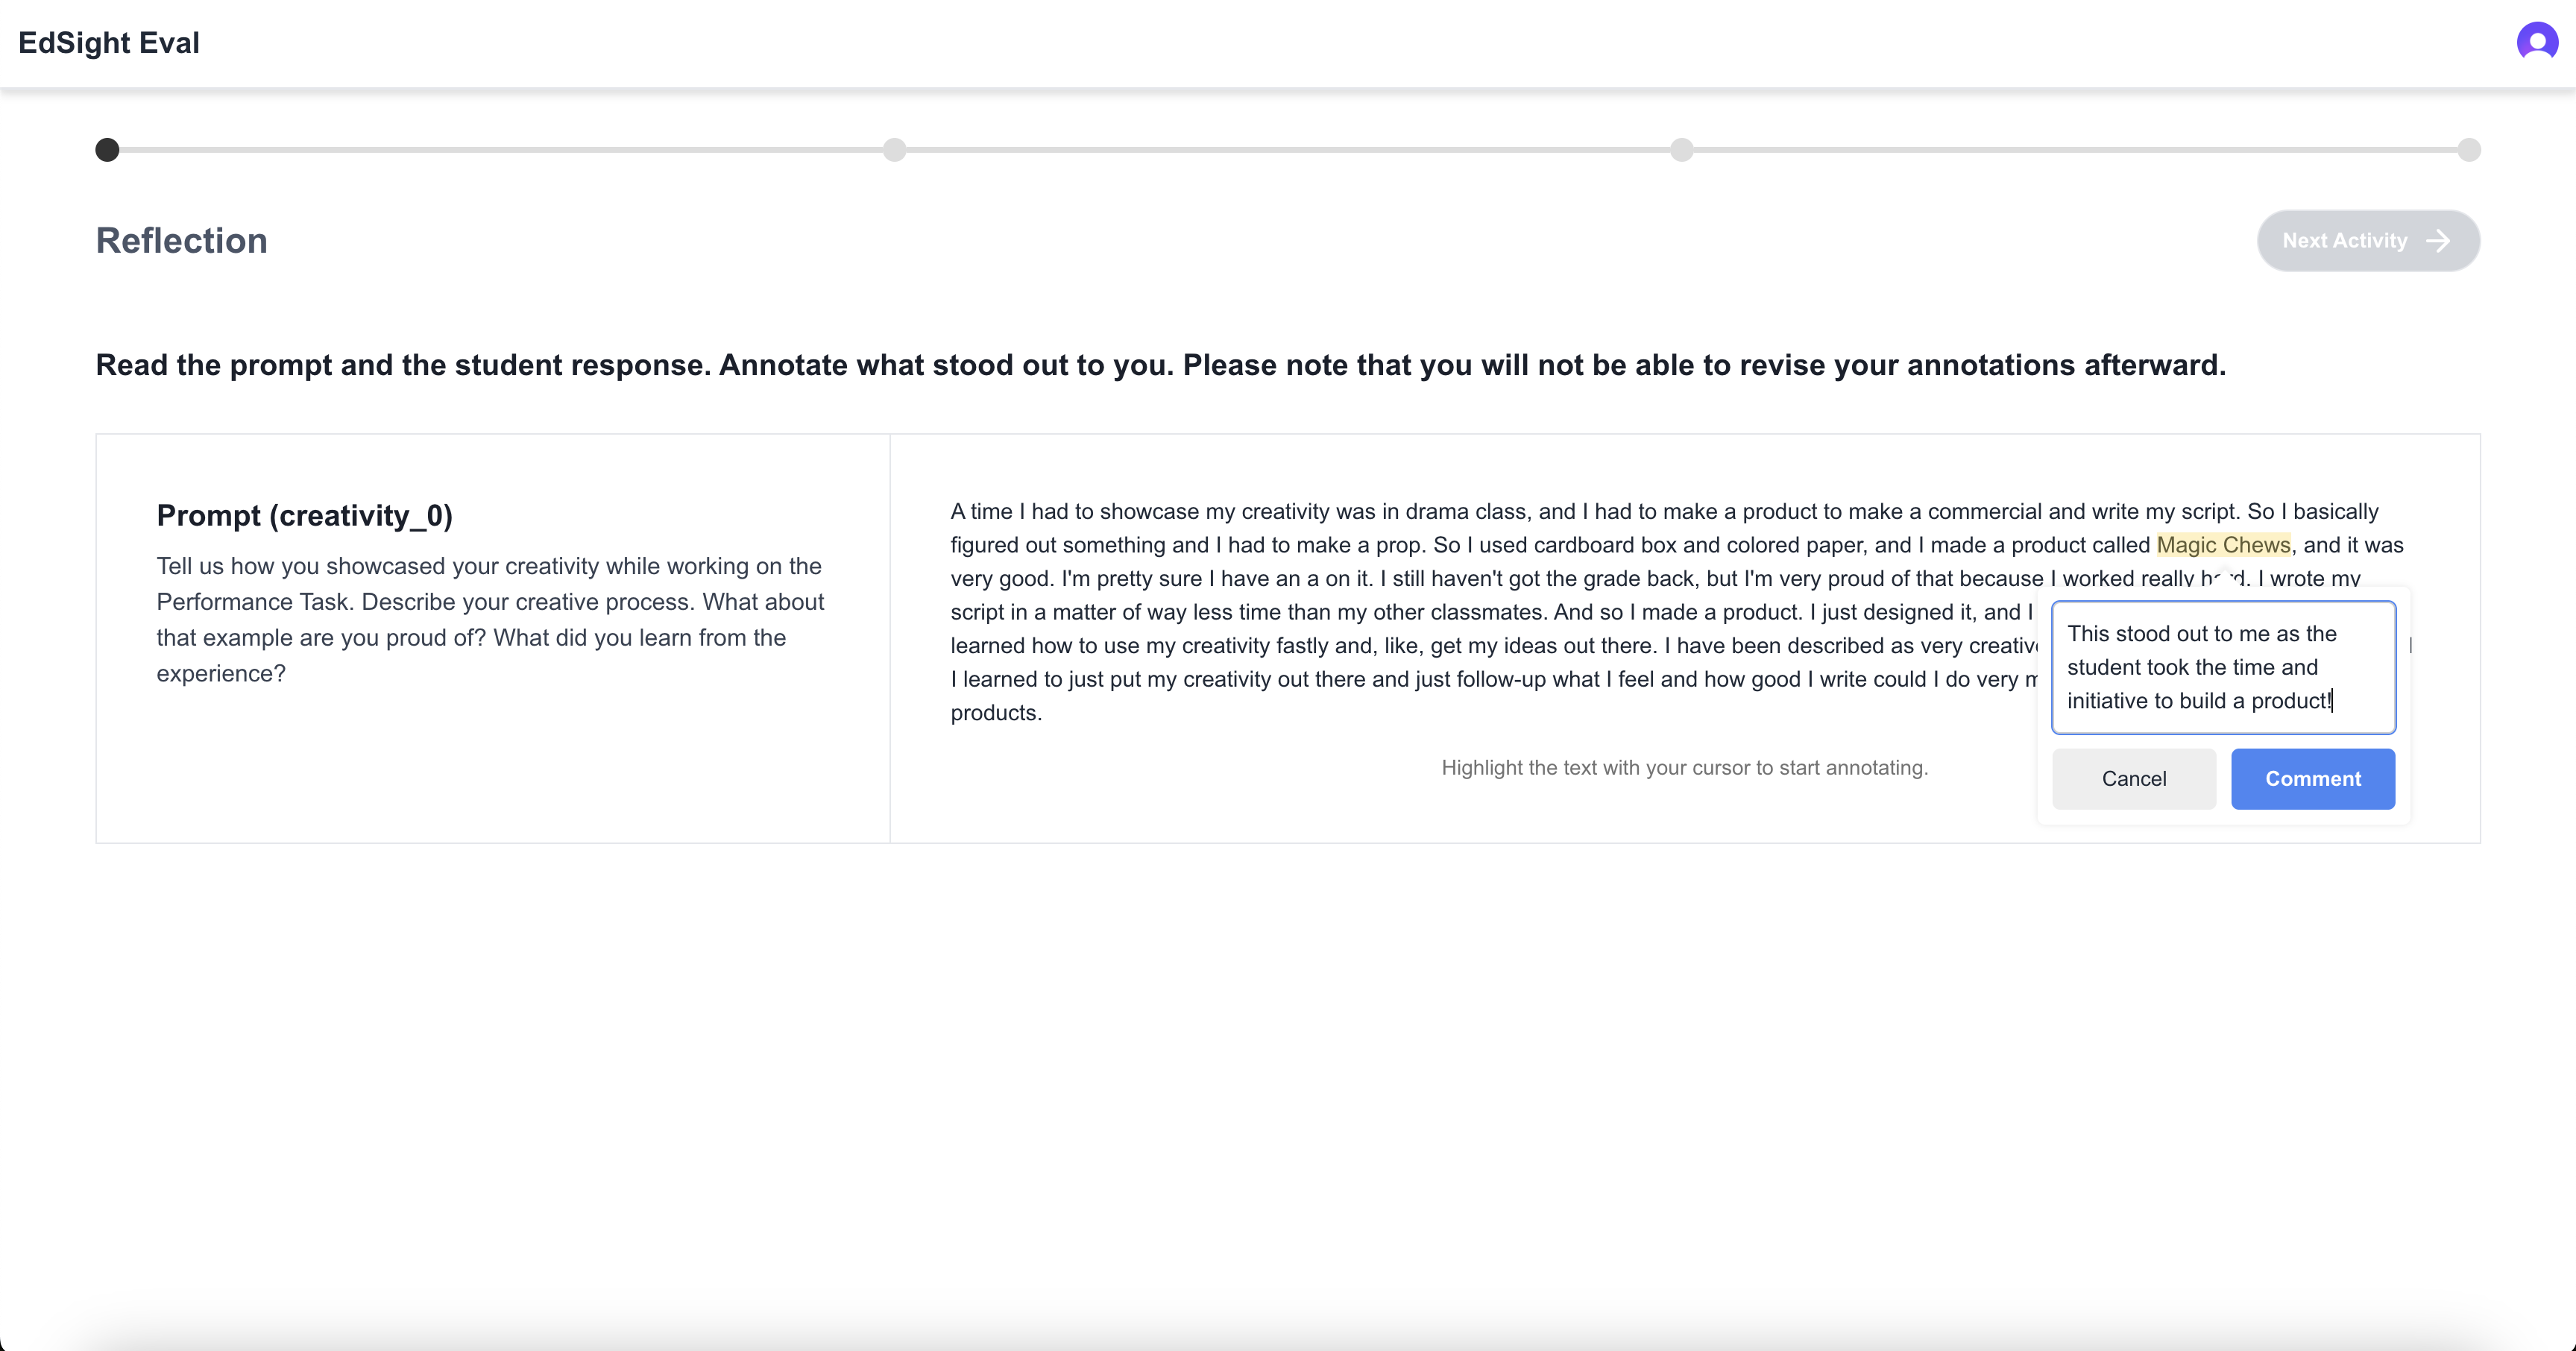 EdSight Eval
Reflection
Next Activity
Read the prompt and the student response. Annotate what stood out to you. Please note that you will not be able to revise your annotations afterward.
Prompt (creativity_0)
Tell us how you showcased your creativity while working on the
Performance Task. Describe your creative process. What about
that example are you proud of? What did you learn from the
experience?
A time I had to showcase my creativity was in drama class, and I had to make a product to make a commercial and write my script. So I basically
figured out something and I had to make a prop. So I used cardboard box and colored paper, and I made a product called Magic Chews, and it was
very good. I'm pretty sure I have an a on it. I still haven't got the grade back, but I'm very proud of that because I worked really hard. I wrote my
script in a matter of way less time than my other classmates. And so I made a product. I just designed it, and I
learned how to use my creativity fastly and, like, get my ideas out there. I have been described as very creative
I learned to just put my creativity out there and just follow-up what I feel and how good I write could I do very
products.
Highlight the text with your cursor to start annotating.
This stood out to me as the
student took the time and
initiative to build a product!
Cancel
Comment